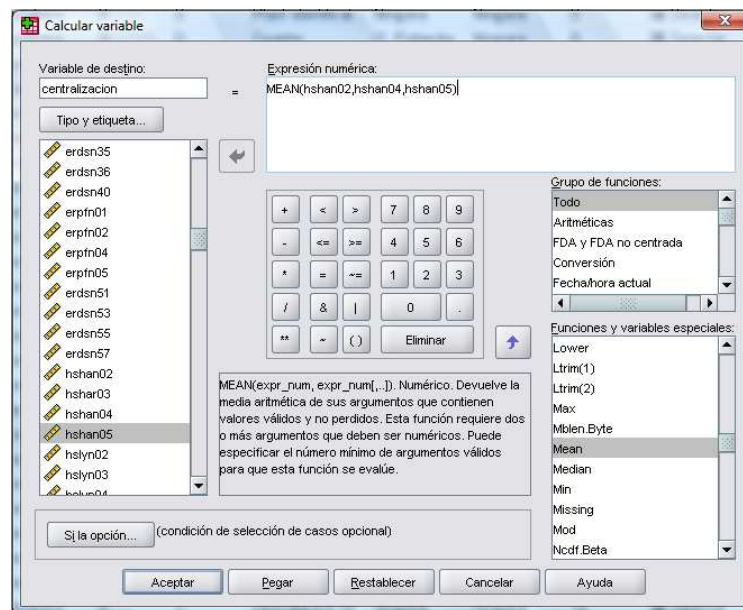 Calcular variable
Variable de destino:
centralizacion
=
Expresión numérica:
MEAN(hshan02,hshan04,hshan05)
Tipo y etiqueta...
erdsn35
erdsn36
erdsn40
erpfn01
erpfn02
erpfn04
erpfn05
erdsn51
erdsn53
erdsn55
erdsn57
hshan02
hshar03
hshan04
hshan05
hslyn02
hslyn03
+ < > 7 8 9
- <= >= 4 5 6
* = ~= 1 2 3
/ & | 0 .
** ~ ( ) Eliminar
Grupo de funciones:
Todo
Aritméticas
FDA y FDA no centrada
Conversión
Fecha/hora actual
MEAN(expr_num, expr_num[,..]). Numérico. Devuelve la
media aritmética de sus argumentos que contienen
valores válidos y no perdidos. Esta función requiere dos
o más argumentos que deben ser numéricos. Puede
especificar el número mínimo de argumentos válidos
para que esta función se evalúe.
Funciones y variables especiales:
Lower
Ltrim(1)
Ltrim(2)
Max
Mblen.Byte
Mean
Median
Min
Missing
Mod
Ncdf.Beta
Si la opción... (condición de selección de casos opcional)
Aceptar Pegar Restablecer Cancelar Ayuda